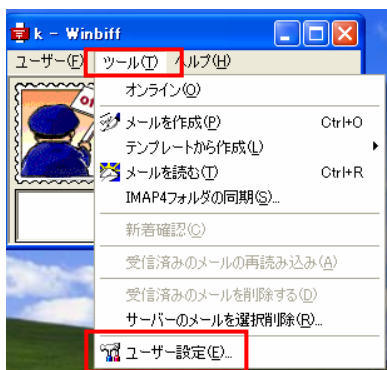 k - Winbiff
ユーザー(F) ツール(T) ヘルプ(H)
オンライン(O)
メールを作成(P) Ctrl+O
テンプレートから作成(L)
メールを読む(T) Ctrl+R
IMAP4フォルダの同期(S)...
新着確認(C)
受信済みのメールの再読み込み(A)
受信済みのメールを削除する(D)
サーバーのメールを選択削除(R)...
ユーザー設定(E)...